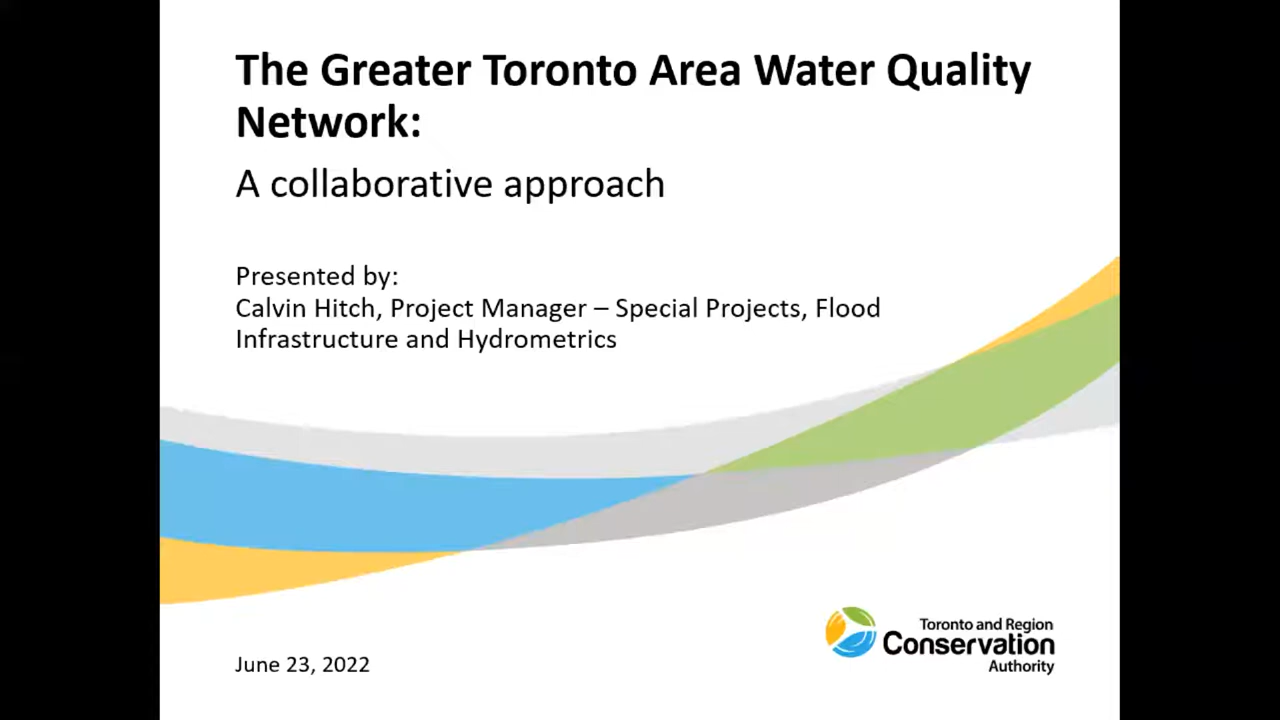 The Greater Toronto Area Water Quality
Network:
A collaborative approach
Presented by:
Calvin Hitch, Project Manager – Special Projects, Flood
Infrastructure and Hydrometrics
June 23, 2022
Toronto and Region
Conservation
Authority